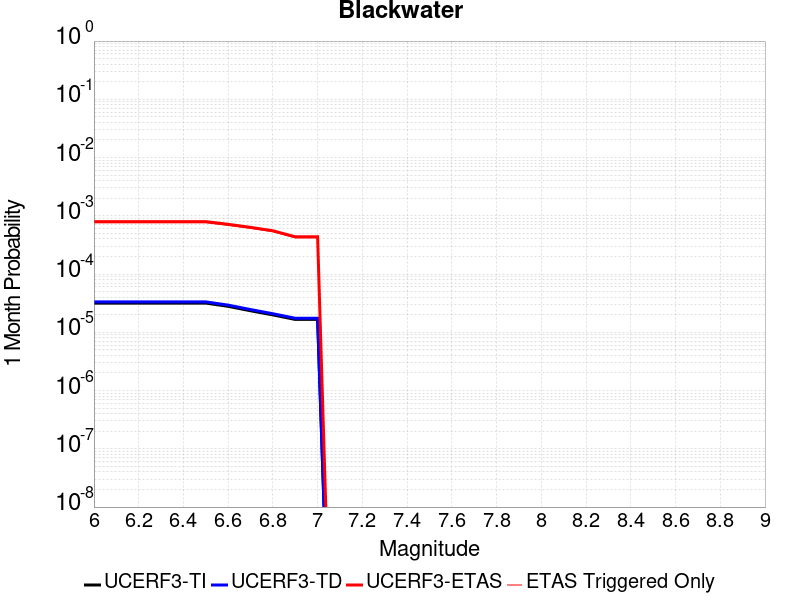 Blackwater
10^0
10^-1
10^-2
10^-3
10^-4
10^-5
10^-6
10^-7
10^-8
1 Month Probability
6 6.2 6.4 6.6 6.8 7 7.2 7.4 7.6 7.8 8 8.2 8.4 8.6 8.8 9
Magnitude
UCERF3-TI UCERF3-TD UCERF3-ETAS ETAS Triggered Only